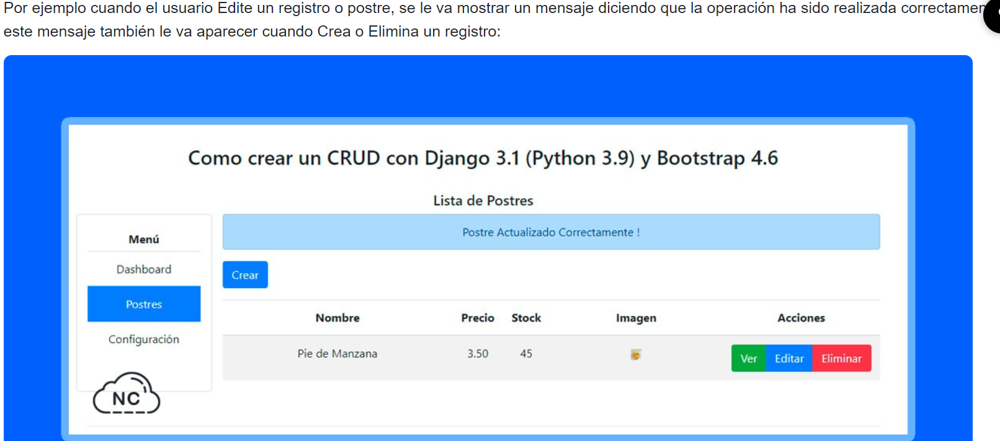 Por ejemplo cuando el usuario Edite un registro o postre, se le va mostrar un mensaje diciendo que la operación ha sido realizada
este mensaje también le va aparecer cuando Crea o Elimina un registro:
Como crear un CRUD con Django 3.1 (Python 3.9) y Bootstrap 4.6
Lista de Postres
Menú
Dashboard
Postres
Configuración
NC
Postre Actualizado Correctamente !
Crear
Nombre Precio Stock Imagen Acciones
Pie de Manzana 3.50 45 Ver Editar Eliminar